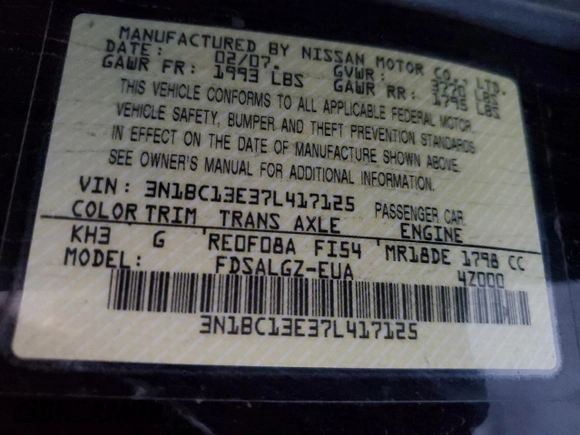 MANUFACTURED BY NISSAN MOTOR CO., LTD.
DATE: 02/07. GVWR: 3770 LBS
GAWR FR: 1993 LBS GAWR RR: 1795 LBS
THIS VEHICLE CONFORMS TO ALL APPLICABLE FEDERAL MOTOR
VEHICLE SAFETY, BUMPER AND THEFT PREVENTION STANDARDS
IN EFFECT ON THE DATE OF MANUFACTURE SHOWN ABOVE.
SEE OWNER'S MANUAL FOR ADDITIONAL INFORMATION.
VIN: 3N1BC13E37L417125 PASSENGER CAR
COLOR TRIM TRANS AXLE ENGINE
KH3 G RE0F08A FI54 MR18DE 1798 CC
MODEL: FDSALGZ-EUA 4Z000
3N1BC13E37L417125